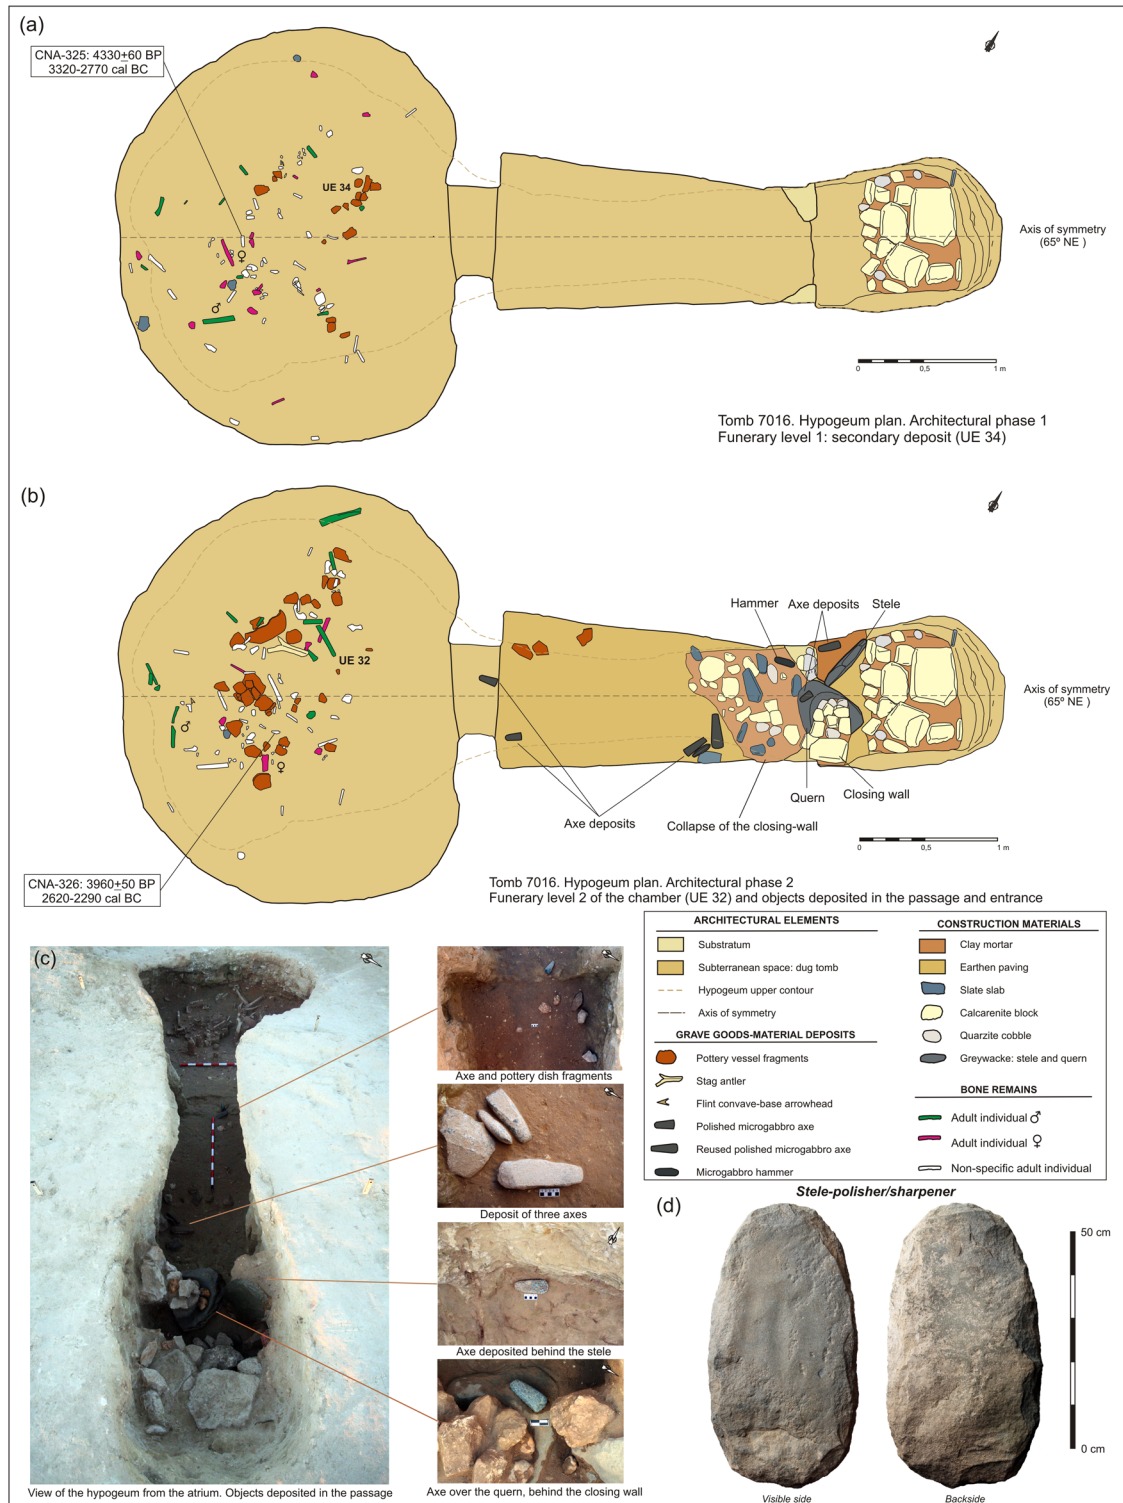 (a)
CNA-325: 4330±60 BP
3320-2770 cal BC
UE 34
♀
♂
Axis of symmetry
(65º NE )
0 0,5 1 m
Tomb 7016. Hypogeum plan. Architectural phase 1
Funerary level 1: secondary deposit (UE 34)
(b)
Hammer
Axe deposits
Stele
UE 32
♂
♀
Axis of symmetry
(65º NE )
Axe deposits
Collapse of the closing-wall
Quern
Closing wall
0 0,5 1 m
CNA-326: 3960±50 BP
2620-2290 cal BC
Tomb 7016. Hypogeum plan. Architectural phase 2
Funerary level 2 of the chamber (UE 32) and objects deposited in the passage and entrance
ARCHITECTURAL ELEMENTS
Substratum
Subterranean space: dug tomb
Hypogeum upper contour
Axis of symmetry
GRAVE GOODS-MATERIAL DEPOSITS
Pottery vessel fragments
Stag antler
Flint convave-base arrowhead
Polished microgabbro axe
Reused polished microgabbro axe
Microgabbro hammer
CONSTRUCTION MATERIALS
Clay mortar
Earthen paving
Slate slab
Calcarenite block
Quarzite cobble
Greywacke: stele and quern
BONE REMAINS
Adult individual ♂
Adult individual ♀
Non-specific adult individual
(c)
Axe and pottery dish fragments
Deposit of three axes
Axe deposited behind the stele
Axe over the quern, behind the closing wall
View of the hypogeum from the atrium. Objects deposited in the passage
Stele-polisher/sharpener
(d)
50 cm
0 cm
Visible side
Backside